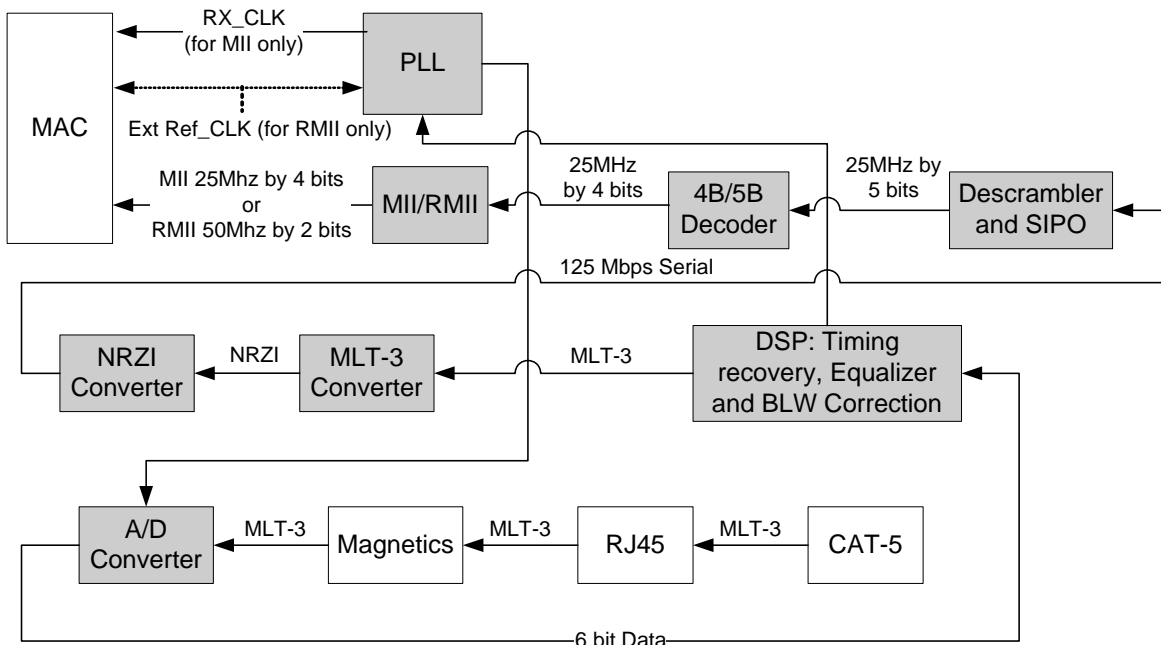 RX_CLK
(for MII only)
PLL
MAC
Ext Ref_CLK (for RMII only)
MII 25Mhz by 4 bits
or
RMII 50Mhz by 2 bits
MII/RMII
25MHz
by 4 bits
4B/5B
Decoder
25MHz by
5 bits
Descrambler
and SIPO
125 Mbps Serial
NRZI
Converter
NRZI
MLT-3
Converter
MLT-3
DSP: Timing
recovery, Equalizer
and BLW Correction
A/D
Converter
MLT-3
Magnetics
MLT-3
RJ45
MLT-3
CAT-5
6 bit Data